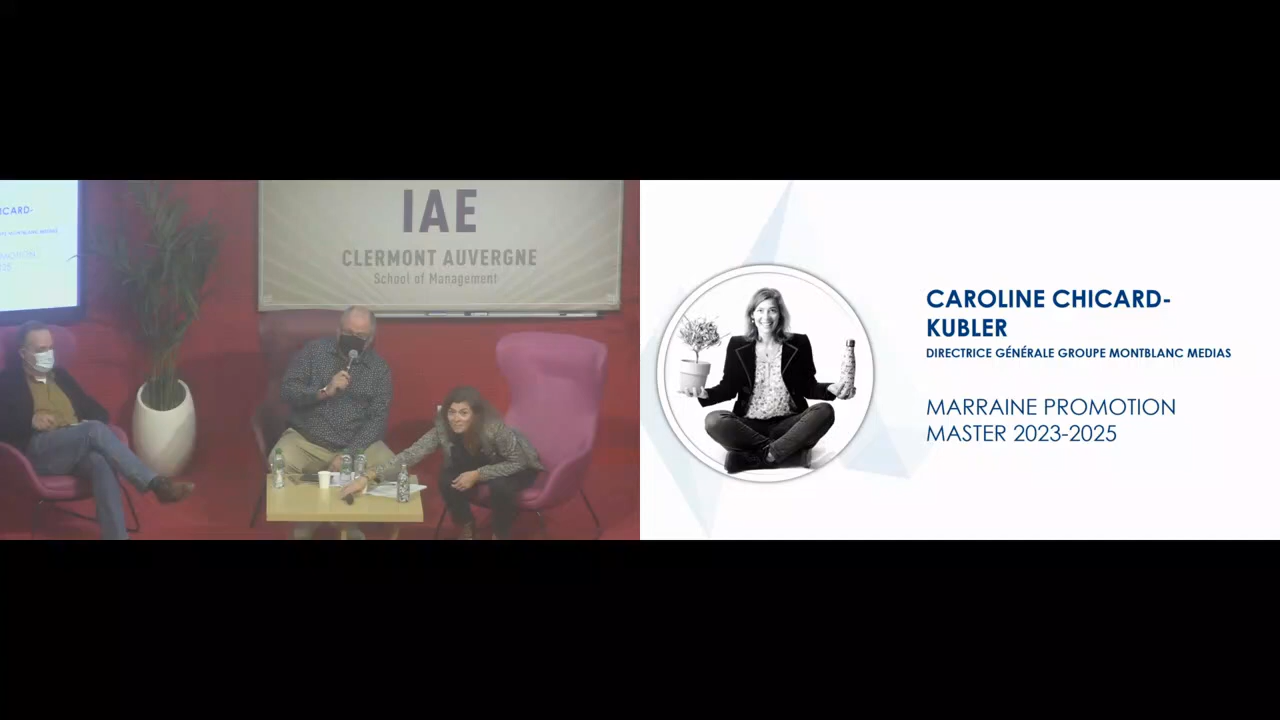 ICARD-
IAE
CLERMONT AUVERGNE
School of Management
CAROLINE CHICARD-
KUBLER
DIRECTRICE GÉNÉRALE GROUPE MONTBLANC MEDIAS
MARRAINE PROMOTION
MASTER 2023-2025